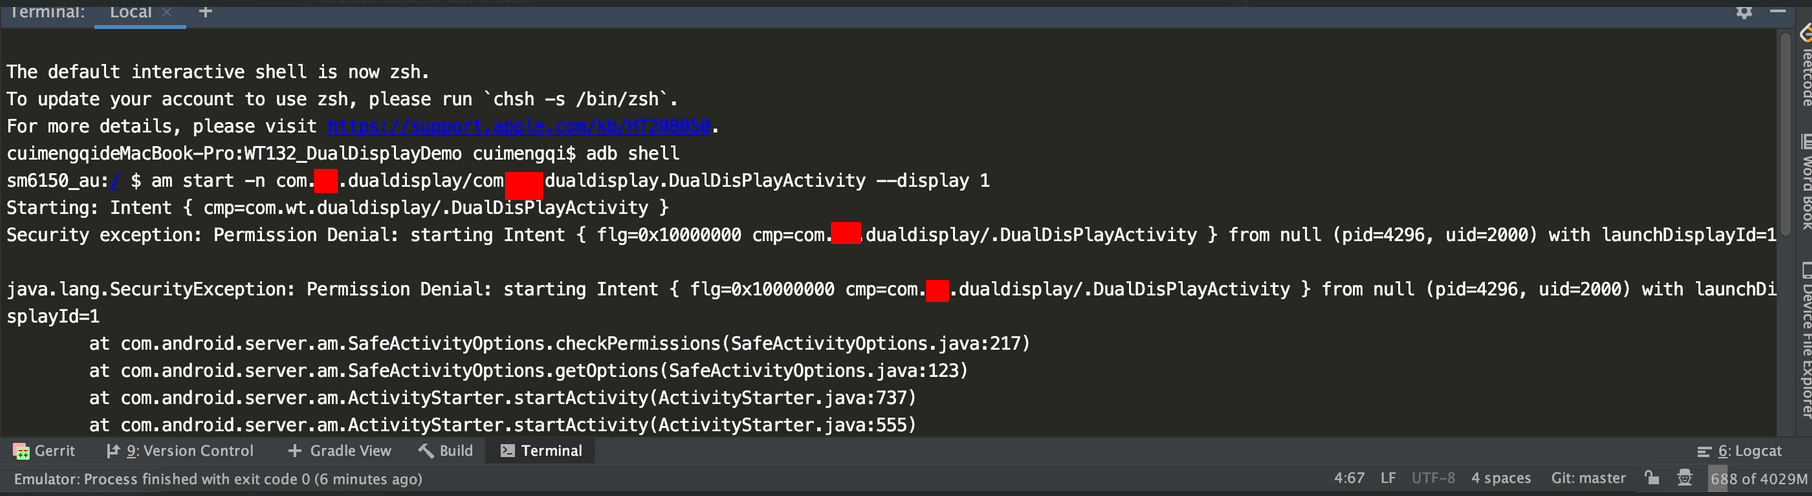 Terminal: Local × +
The default interactive shell is now zsh.
To update your account to use zsh, please run `chsh -s /bin/zsh`.
For more details, please visit https://support.apple.com/kb/HT208050.
cuimengqideMacBook-Pro:WT132_DualDisplayDemo cuimengqi$ adb shell
sm6150_au:/ $ am start -n com. .dualdisplay/com dualdisplay.DualDisPlayActivity --display 1
Starting: Intent { cmp=com.wt.dualdisplay/.DualDisPlayActivity }
Security exception: Permission Denial: starting Intent { flg=0x10000000 cmp=com. .dualdisplay/.DualDisPlayActivity } from null (pid=4296, uid=2000) with launchDisplayId=1
java.lang.SecurityException: Permission Denial: starting Intent { flg=0x10000000 cmp=com. .dualdisplay/.DualDisPlayActivity } from null (pid=4296, uid=2000) with launchDi
splayId=1
at com.android.server.am.SafeActivityOptions.checkPermissions(SafeActivityOptions.java:217)
at com.android.server.am.SafeActivityOptions.getOptions(SafeActivityOptions.java:123)
at com.android.server.am.ActivityStarter.startActivity(ActivityStarter.java:737)
at com.android.server.am.ActivityStarter.startActivity(ActivityStarter.java:555)
leetcode
Word Book
Device File Explorer
Gerrit 9: Version Control Gradle View Build Terminal 6: Logcat
Emulator: Process finished with exit code 0 (6 minutes ago) 4:67 LF UTF-8 4 spaces Git: master 688 of 4029M